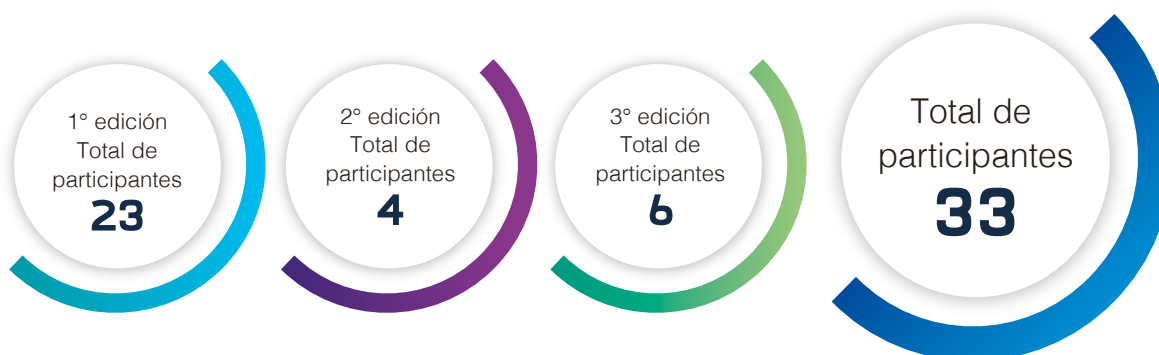 1° edición
Total de
participantes
23
2° edición
Total de
participantes
4
3° edición
Total de
participantes
6
Total de
participantes
33